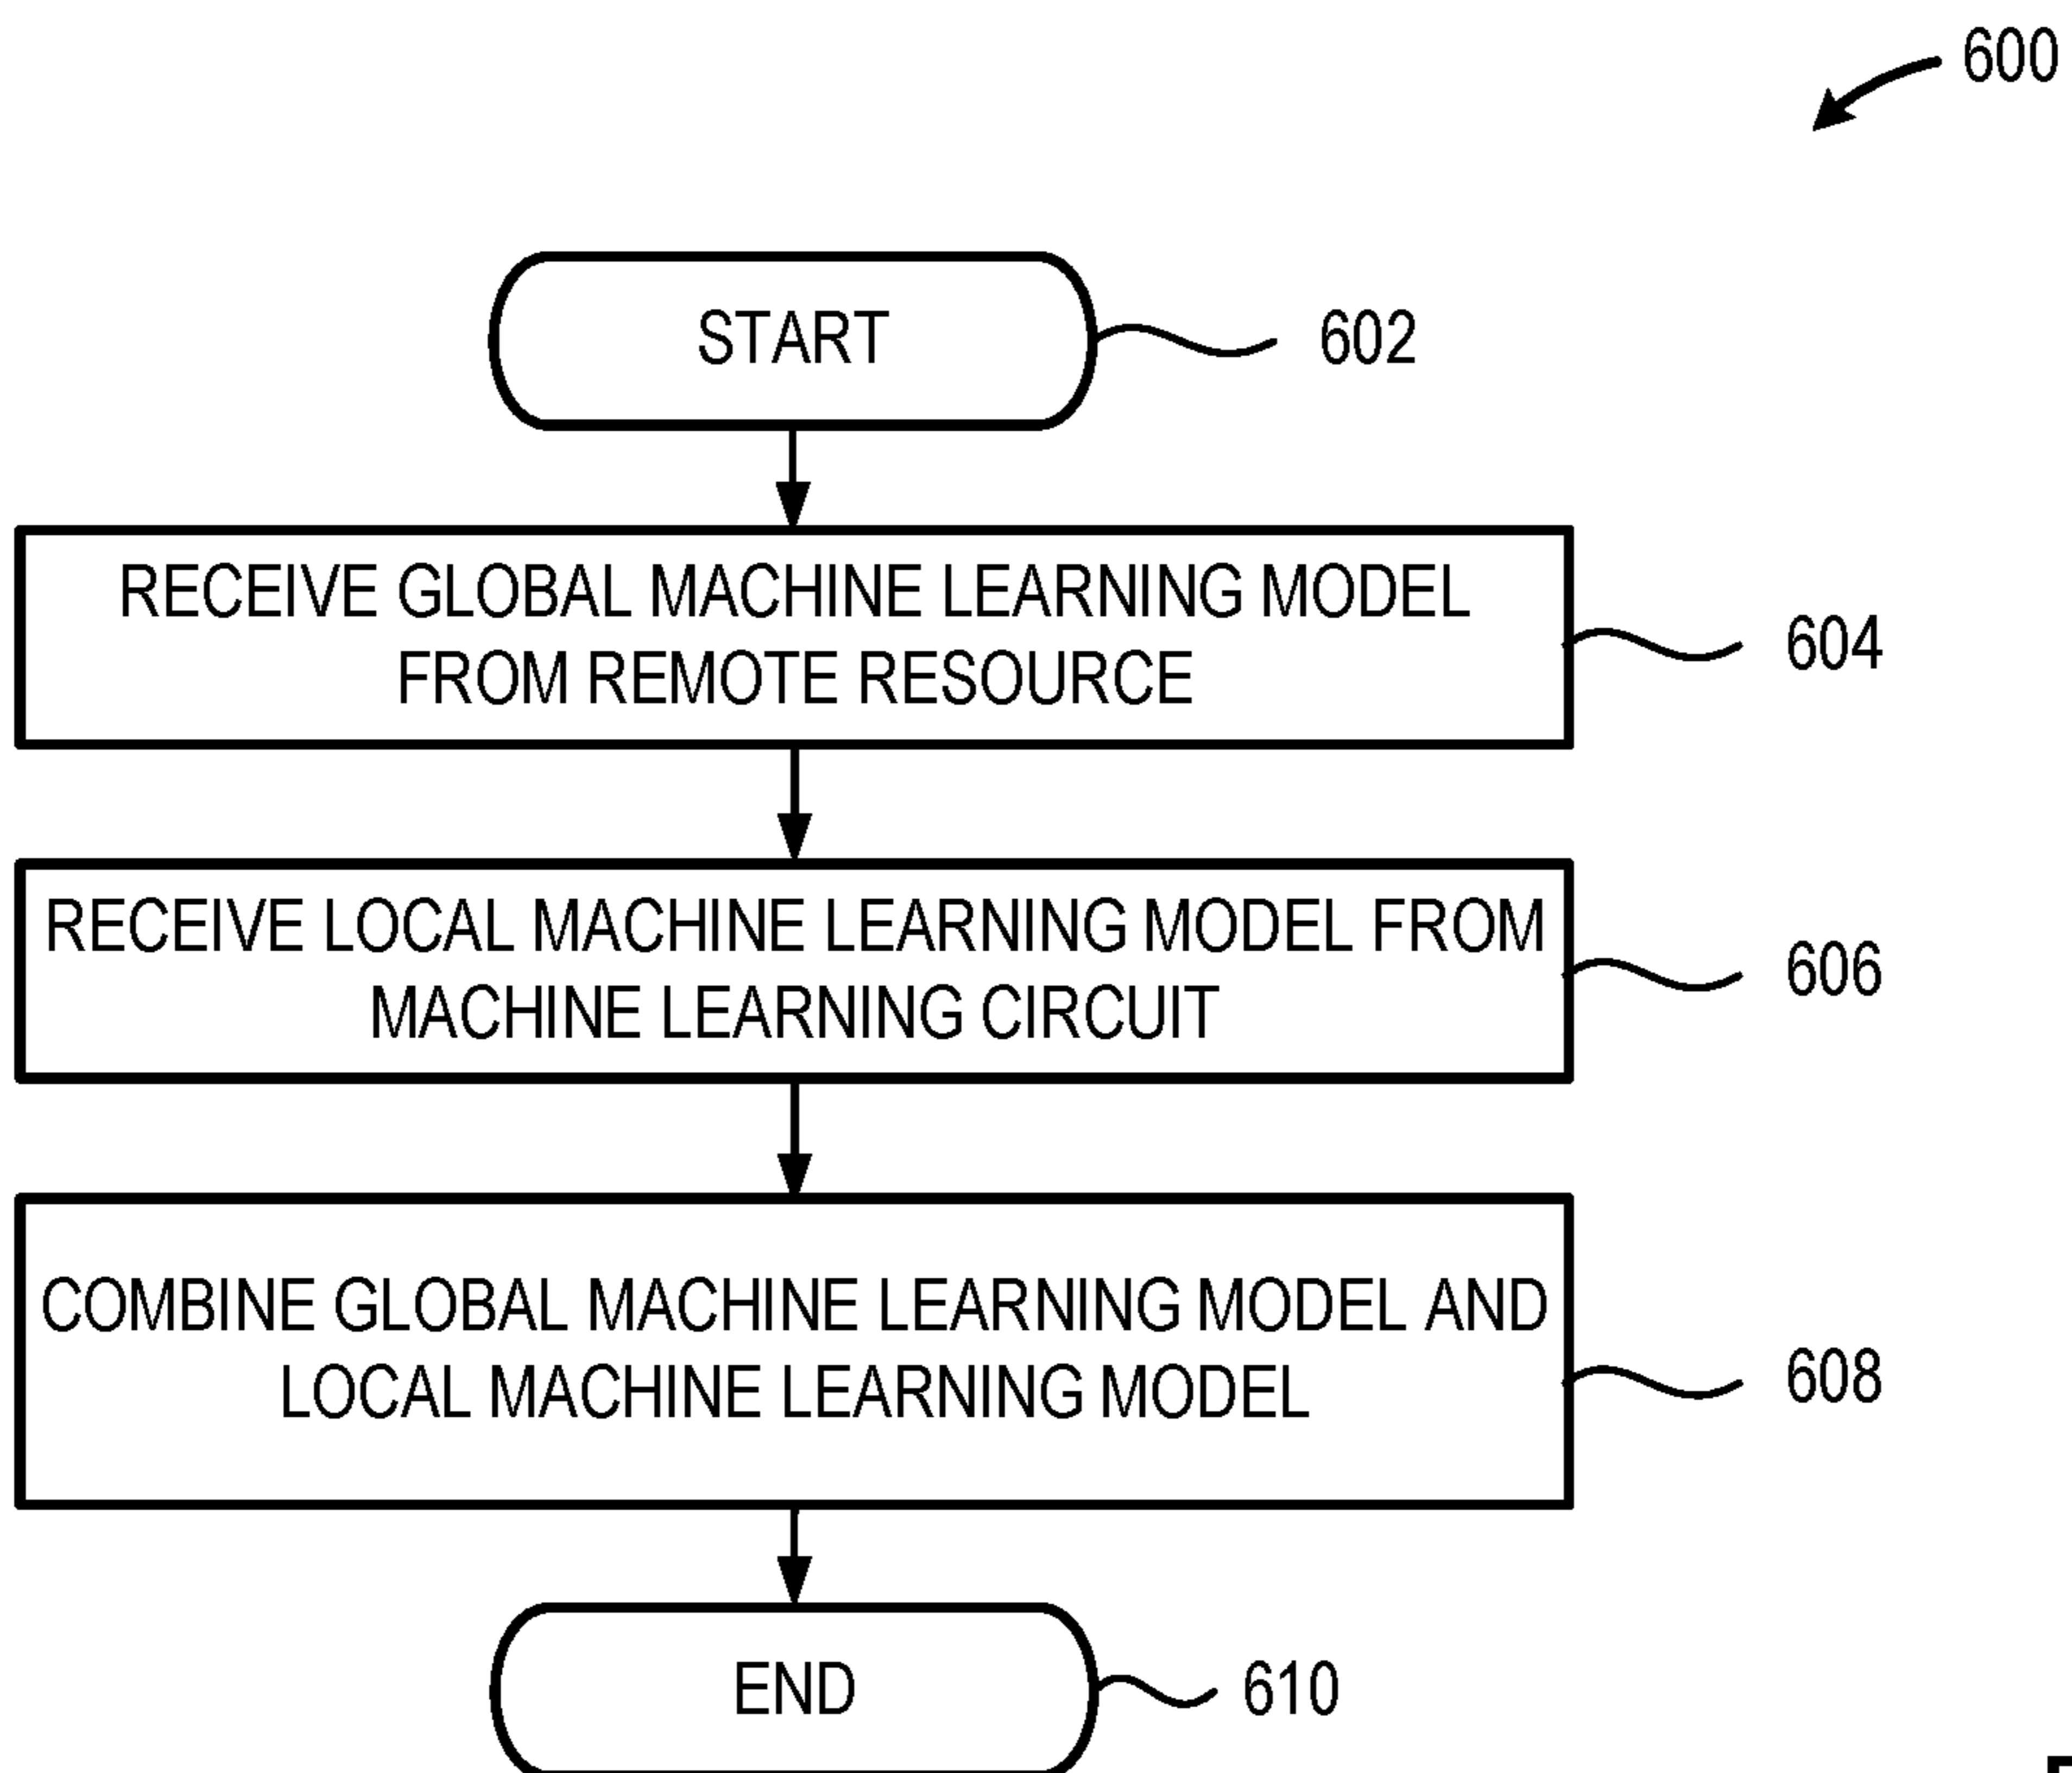 600
START
602
RECEIVE GLOBAL MACHINE LEARNING MODEL
FROM REMOTE RESOURCE
604
RECEIVE LOCAL MACHINE LEARNING MODEL FROM
MACHINE LEARNING CIRCUIT
606
COMBINE GLOBAL MACHINE LEARNING MODEL AND
LOCAL MACHINE LEARNING MODEL
608
END
610